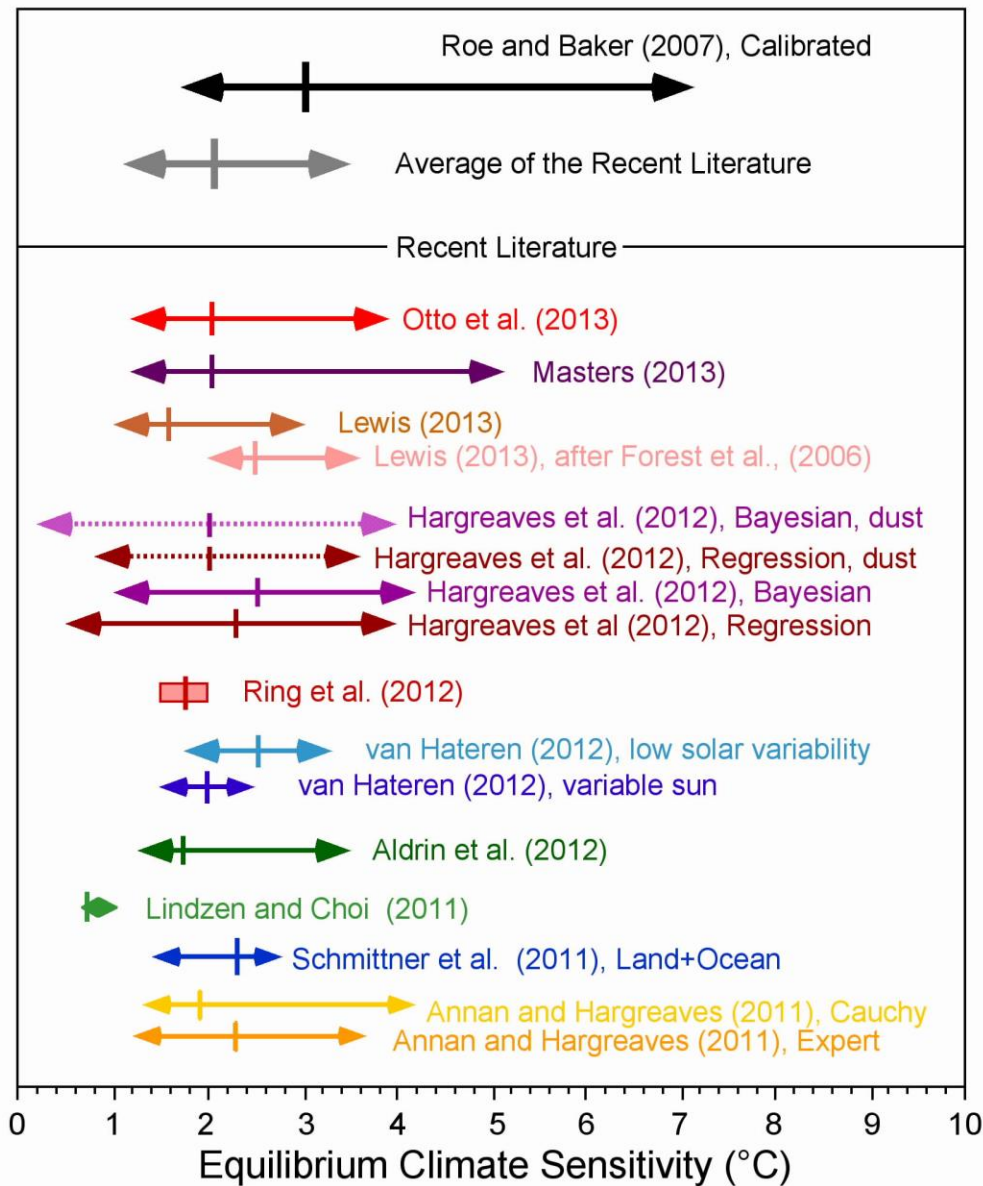 Roe and Baker (2007), Calibrated
Average of the Recent Literature
Recent Literature
Otto et al. (2013)
Masters (2013)
Lewis (2013)
Lewis (2013), after Forest et al., (2006)
Hargreaves et al. (2012), Bayesian, dust
Hargreaves et al. (2012), Regression, dust
Hargreaves et al. (2012), Bayesian
Hargreaves et al (2012), Regression
Ring et al. (2012)
van Hateren (2012), low solar variability
van Hateren (2012), variable sun
Aldrin et al. (2012)
Lindzen and Choi (2011)
Schmittner et al. (2011), Land+Ocean
Annan and Hargreaves (2011), Cauchy
Annan and Hargreaves (2011), Expert
0 1 2 3 4 5 6 7 8 9 10
Equilibrium Climate Sensitivity (°C)